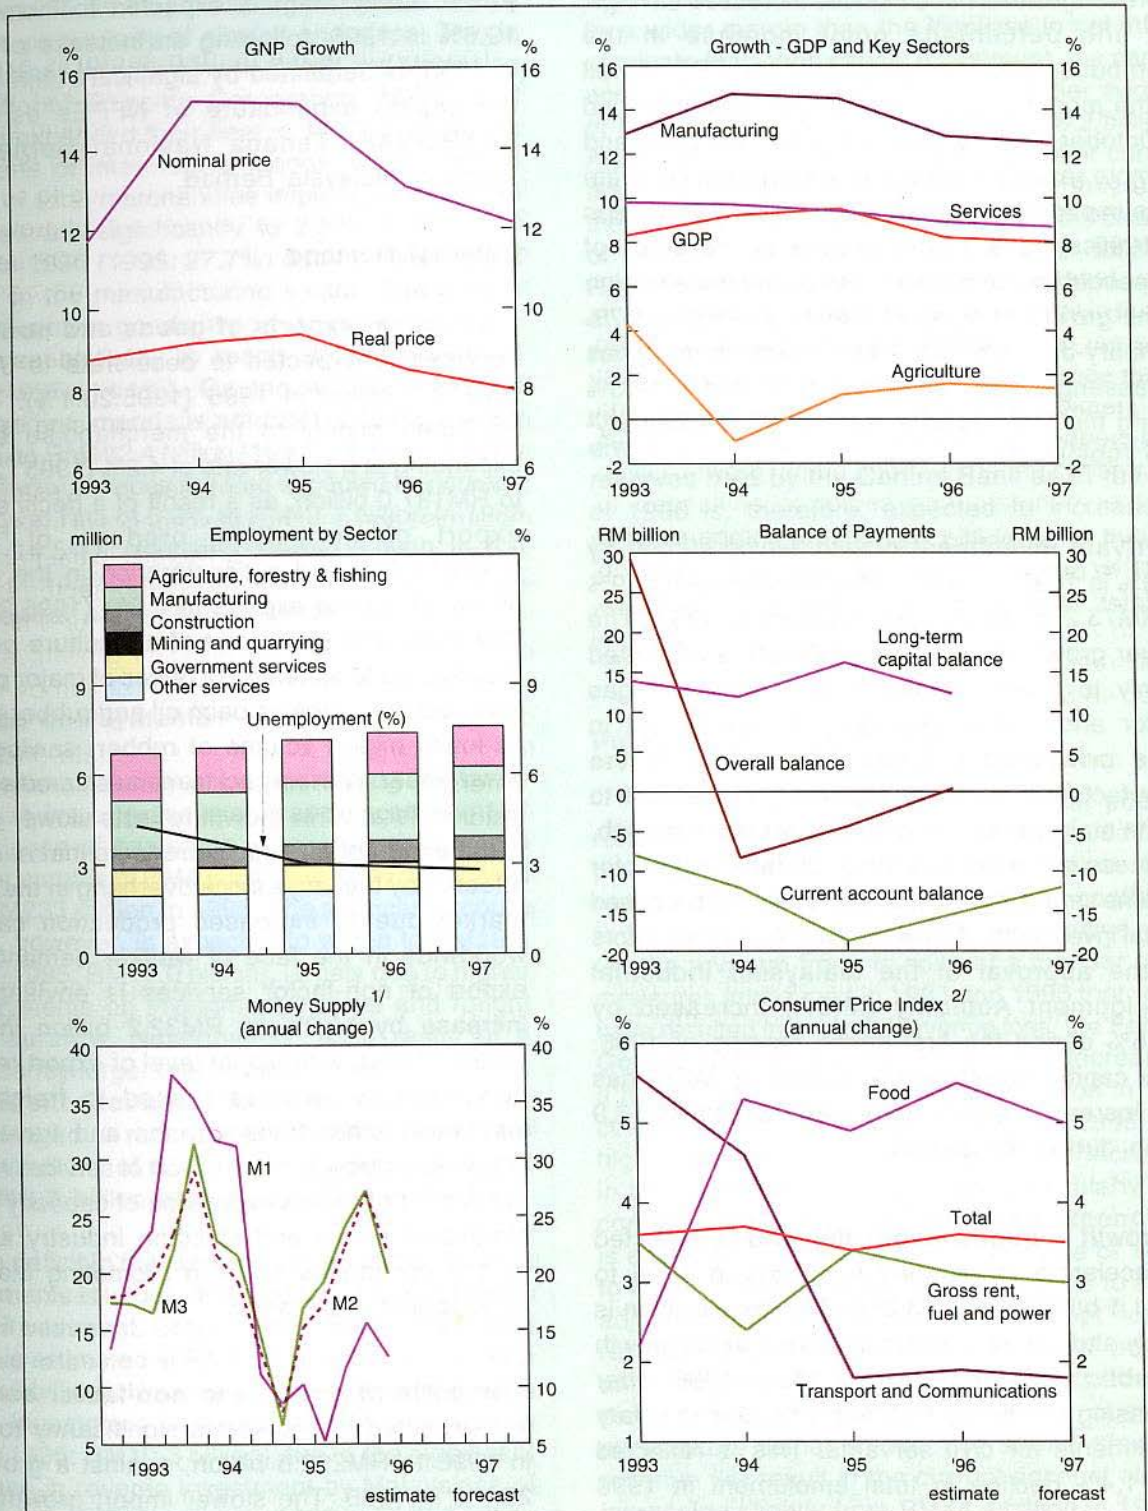 GNP Growth
%
%
16
16
14
14
12
12
10
10
8
8
6
6
Nominal price
Real price
1993 '94 '95 '96 '97
Growth - GDP and Key Sectors
%
%
16
16
14
14
12
12
10
10
8
8
6
6
4
4
2
2
0
0
-2
-2
Manufacturing
Services
GDP
Agriculture
1993 '94 '95 '96 '97
Employment by Sector
million
%
Agriculture, forestry & fishing
Manufacturing
Construction
Mining and quarrying
Government services
Other services
Unemployment (%)
9
9
6
6
3
3
0
0
1993 '94 '95 '96 '97
Balance of Payments
RM billion
RM billion
30
30
25
25
20
20
15
15
10
10
5
5
0
0
-5
-5
-10
-10
-15
-15
-20
-20
Long-term
capital balance
Overall balance
Current account balance
1993 '94 '95 '96 '97
Money Supply 1/
(annual change)
%
%
40
40
35
35
30
30
25
25
20
20
15
15
10
10
5
5
M1
M3
M2
1993 '94 '95 '96 '97
estimate forecast
Consumer Price Index 2/
(annual change)
%
%
6
6
5
5
4
4
3
3
2
2
1
1
Food
Total
Gross rent,
fuel and power
Transport and Communications
1993 '94 '95 '96 '97
estimate forecast